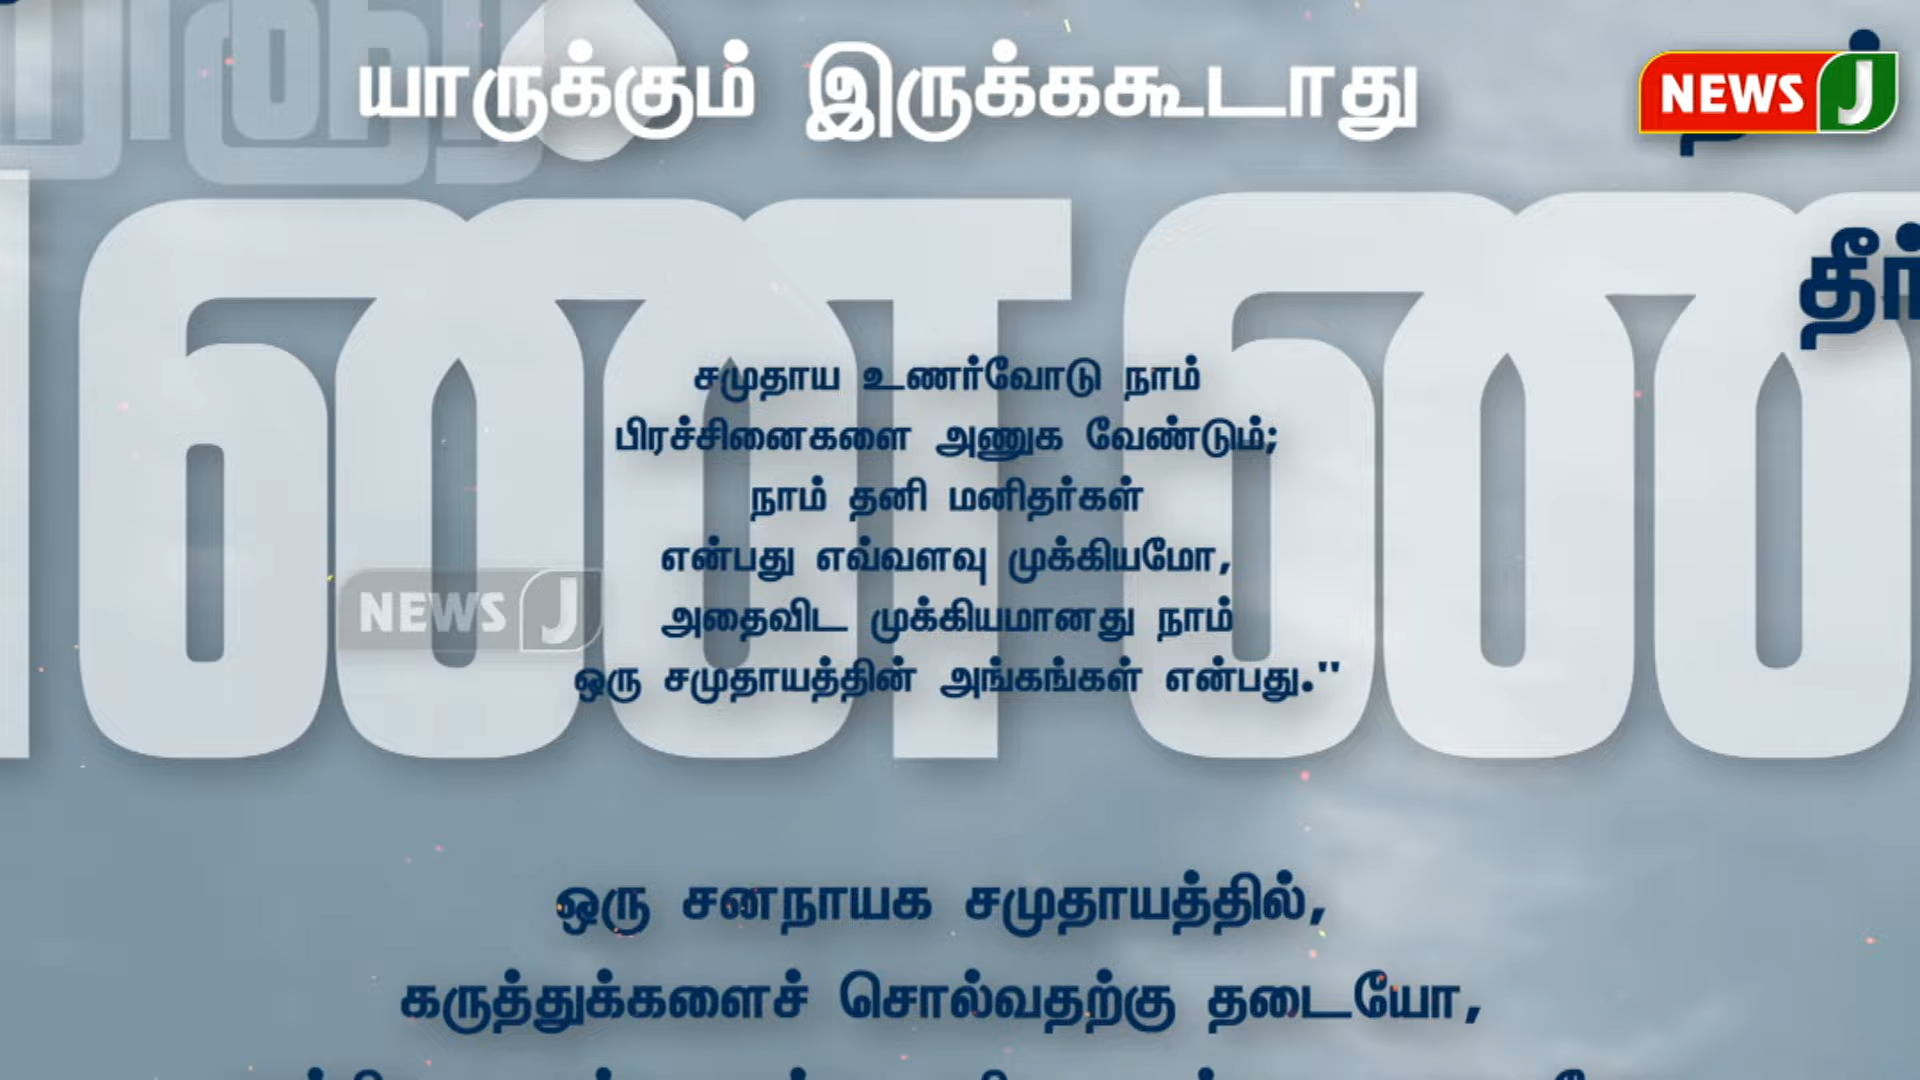 யாருக்கும் இருக்ககூடாது
NEWS J
சமுதாய உணர்வோடு நாம்
பிரச்சினைகளை அணுக வேண்டும்;
நாம் தனி மனிதர்கள்
என்பது எவ்வளவு முக்கியமோ,
அதைவிட முக்கியமானது நாம்
ஒரு சமுதாயத்தின் அங்கங்கள் என்பது."
NEWS J
ஒரு சனநாயக சமுதாயத்தில்,
கருத்துக்களைச் சொல்வதற்கு தடையோ,